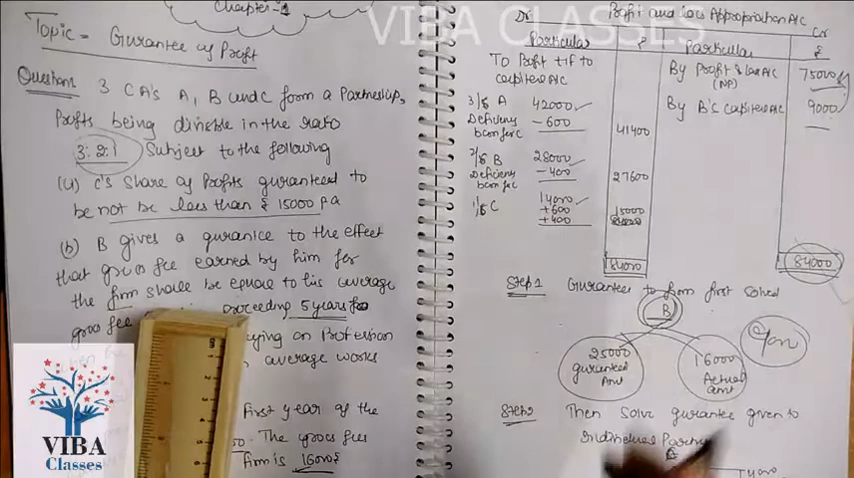 Chapter-1
Topic = Gurantee of Profit
Question 3 CA's A, B and C form a Partnership,
Profits being divisible in the ratio
3:2:1 Subject to the following
(a) C's share of Profits guranteed to
be not be less than ₹ 15000 pa
(b) B gives a gurantee to the effect
that gross fee earned by him for
the firm shall be equal to his average
gross fee preceeding 5 years
ying on Profession
average works
first year of the
The gross fees
firm is 16000₹
VIBA
Classes
VIBA CLASSES
Profit and loss Appropriation A/c
Dr Cr
Particular ₹ Particular ₹
To Profit t/f to
capital A/c
3/6 A 42000
Deficiency - 600
born for c 41400
2/6 B 28000
Deficiency - 400
born for c 27600
1/6 C 14000
+600 15000
+400
84000
By Profit & loss A/c 75000
(NP)
By B's capital A/c 9000
84000
Step 1 Gurantee to firm first solved
B
25000
guranteed
Amt
16000
Actual
amt
Step 2 Then Solve gurantee given to
Individual